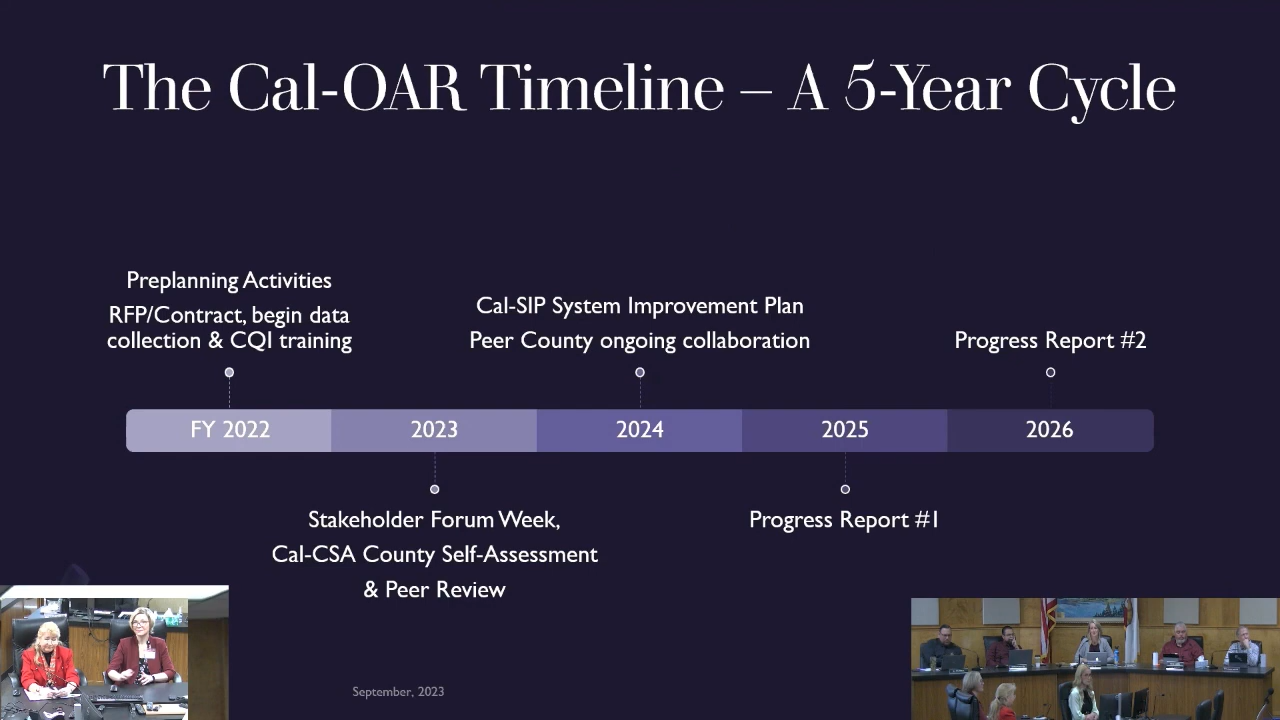 The Cal-OAR Timeline – A 5-Year Cycle
Preplanning Activities
RFP/Contract, begin data
collection & CQI training
Cal-SIP System Improvement Plan
Peer County ongoing collaboration
Progress Report #2
FY 2022
2023
2024
2025
2026
Stakeholder Forum Week,
Cal-CSA County Self-Assessment
& Peer Review
Progress Report #1
September, 2023